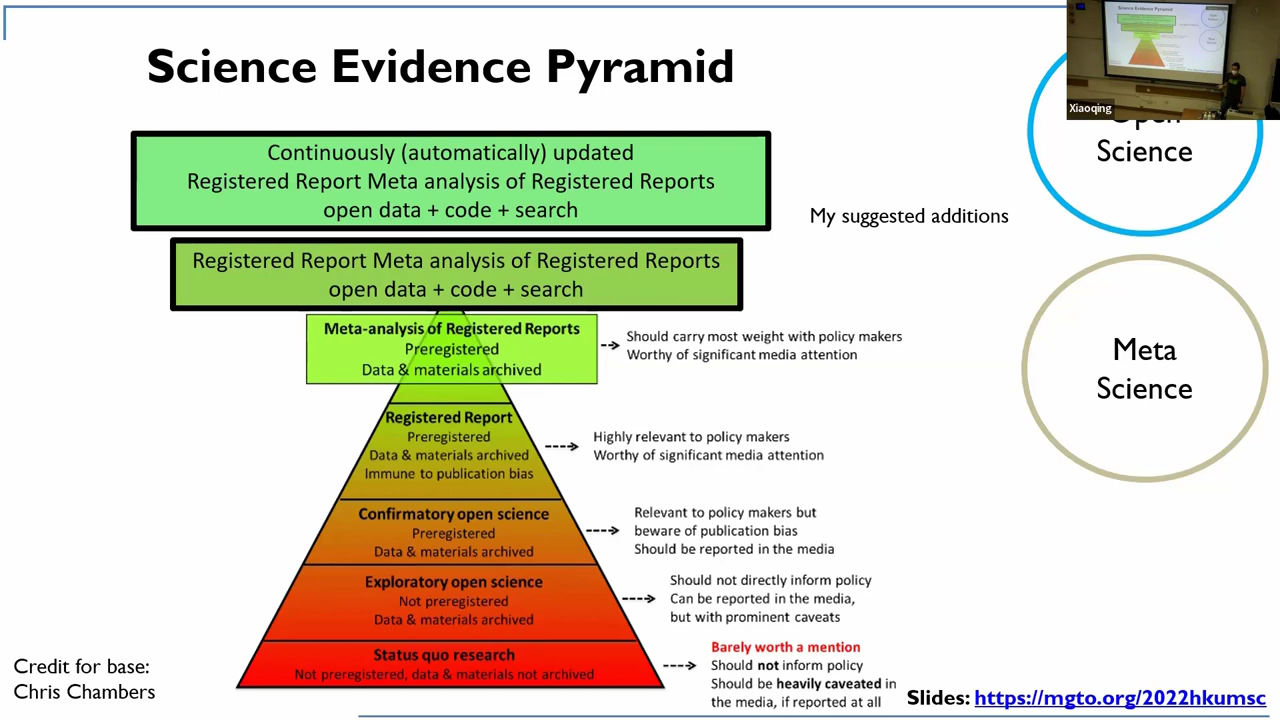 Science Evidence Pyramid
Xiaoqing
Open
Science
Continuously (automatically) updated
Registered Report Meta analysis of Registered Reports
open data + code + search
My suggested additions
Registered Report Meta analysis of Registered Reports
open data + code + search
Meta-analysis of Registered Reports
Preregistered
Data & materials archived
Should carry most weight with policy makers
Worthy of significant media attention
Meta
Science
Registered Report
Preregistered
Data & materials archived
Immune to publication bias
Highly relevant to policy makers
Worthy of significant media attention
Confirmatory open science
Preregistered
Data & materials archived
Relevant to policy makers but
beware of publication bias
Should be reported in the media
Exploratory open science
Not preregistered
Data & materials archived
Should not directly inform policy
Can be reported in the media,
but with prominent caveats
Status quo research
Not preregistered, data & materials not archived
Barely worth a mention
Should not inform policy
Should be heavily caveated in
the media, if reported at all
Credit for base:
Chris Chambers
Slides: https://mgto.org/2022hkumsc